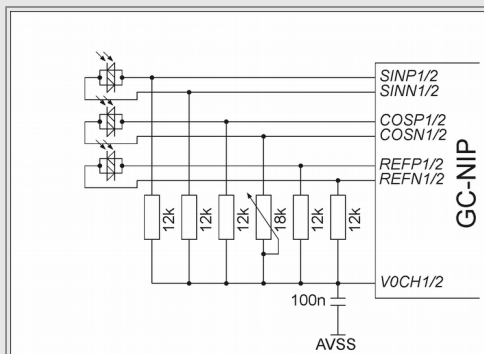 SINP1/2
SINN1/2
COSP1/2
COSN1/2
REFP1/2
REFN1/2
GC-NIP
12k
12k
12k
18k
12k
12k
V0CH1/2
100n
AVSS